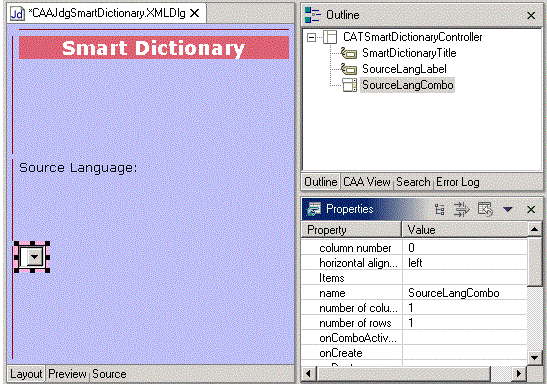 *CAAJdgSmartDictionary.XMLDlg
Smart Dictionary
Source Language:
Layout Preview Source
Outline
CATSmartDictionaryController
SmartDictionaryTitle
SourceLangLabel
SourceLangCombo
Outline CAA View Search Error Log
Properties
Property Value
column number 0
horizontal align... left
Items
name SourceLangCombo
number of colu... 1
number of rows 1
onComboActiv...
onCreate